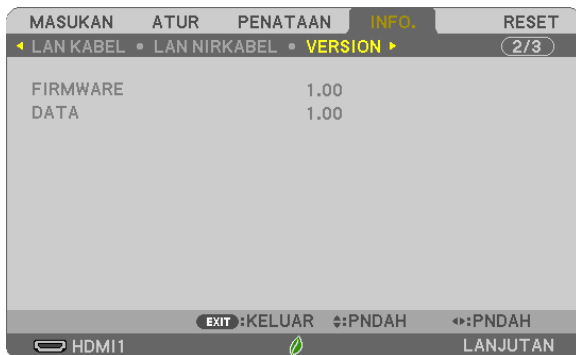 MASUKAN ATUR PENATAAN INFO. RESET
LAN KABEL • LAN NIRKABEL • VERSION 2/3
FIRMWARE 1.00
DATA 1.00
EXIT :KELUAR :PNDAH :PNDAH
HDMI1 LANJUTAN